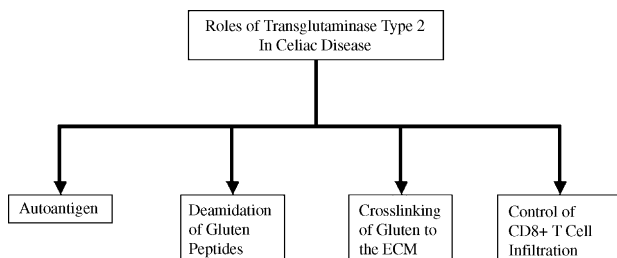 Roles of Transglutaminase Type 2
In Celiac Disease
Autoantigen
Deamidation
of Gluten
Peptides
Crosslinking
of Gluten to
the ECM
Control of
CD8+ T Cell
Infiltration